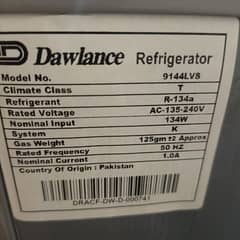 D Dawlance Refrigerator
Model No. 9144LVS
Climate Class T
Refrigerant R-134a
Rated Voltage AC-135-240V
Nominal Input 134W
System K
Gas Weight 125gm ±2 Approx
Rated Frequency 50 HZ
Nominal Current 1.0A
Country Of Origin : Pakistan
DRACF-DW-D-000741